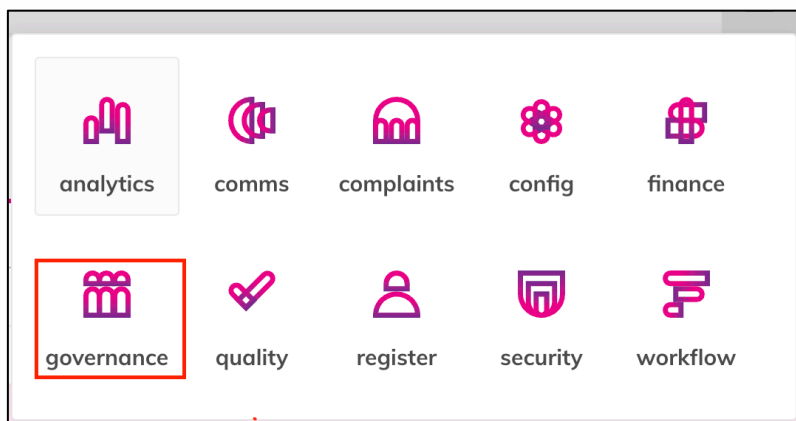 analytics comms complaints config finance
governance quality register security workflow